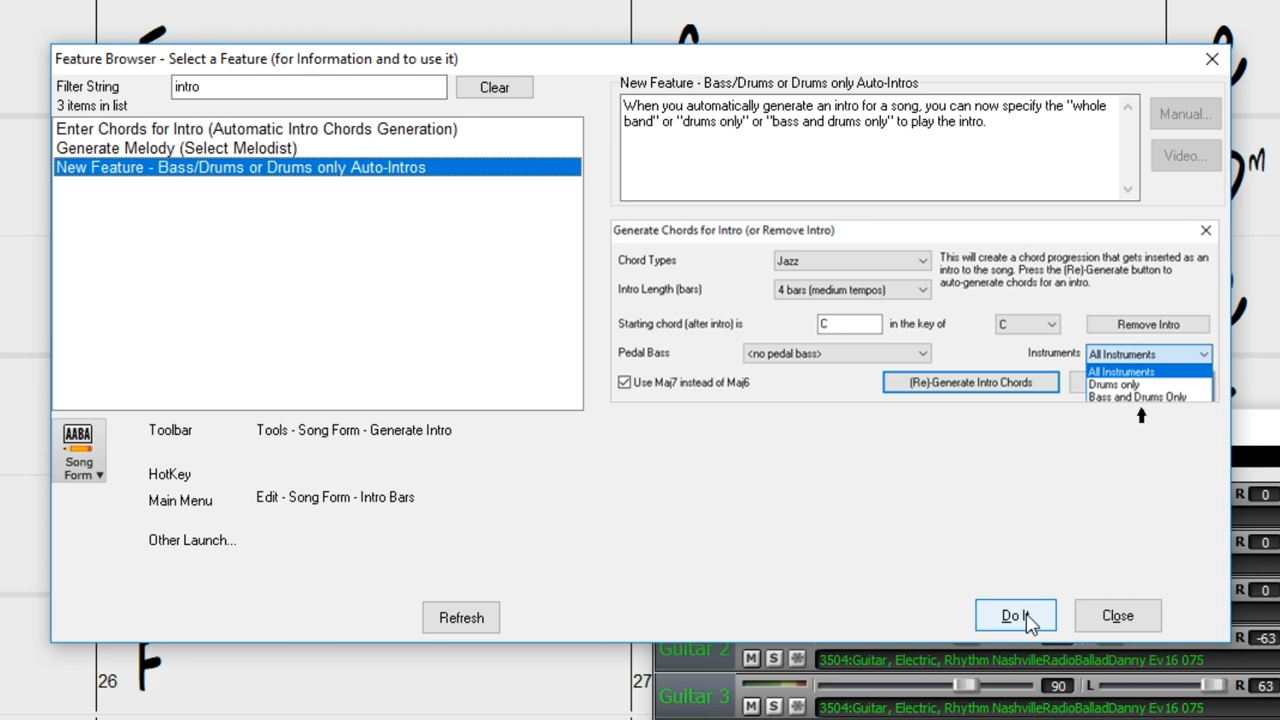 Feature Browser - Select a Feature (for Information and to use it)
Filter String
intro
Clear
3 items in list
Enter Chords for Intro (Automatic Intro Chords Generation)
Generate Melody (Select Melodist)
New Feature - Bass/Drums or Drums only Auto-Intros
New Feature - Bass/Drums or Drums only Auto-Intros
When you automatically generate an intro for a song, you can now specify the "whole
band" or "drums only" or "bass and drums only" to play the intro.
Manual...
Video...
Generate Chords for Intro (or Remove Intro)
Chord Types
Jazz
This will create a chord progression that gets inserted as an
intro to the song. Press the (Re)-Generate button to
auto-generate chords for an intro.
Intro Length (bars)
4 bars (medium tempos)
Starting chord (after intro) is
C
in the key of
C
Remove Intro
Pedal Bass
<no pedal bass>
Instruments
All Instruments
All Instruments
Drums only
Bass and Drums Only
Use Maj7 instead of Maj6
(Re)-Generate Intro Chords
AABA
Song
Form
Toolbar
Tools - Song Form - Generate Intro
HotKey
Main Menu
Edit - Song Form - Intro Bars
Other Launch...
Refresh
Do It
Close
R 0
R 0
R 0
R -63
Guitar 2
M S
3504:Guitar, Electric, Rhythm NashvilleRadioBalladDanny Ev16 075
26
F
27
Guitar 3
90 L R 63
M S
3504:Guitar, Electric, Rhythm NashvilleRadioBalladDanny Ev16 075